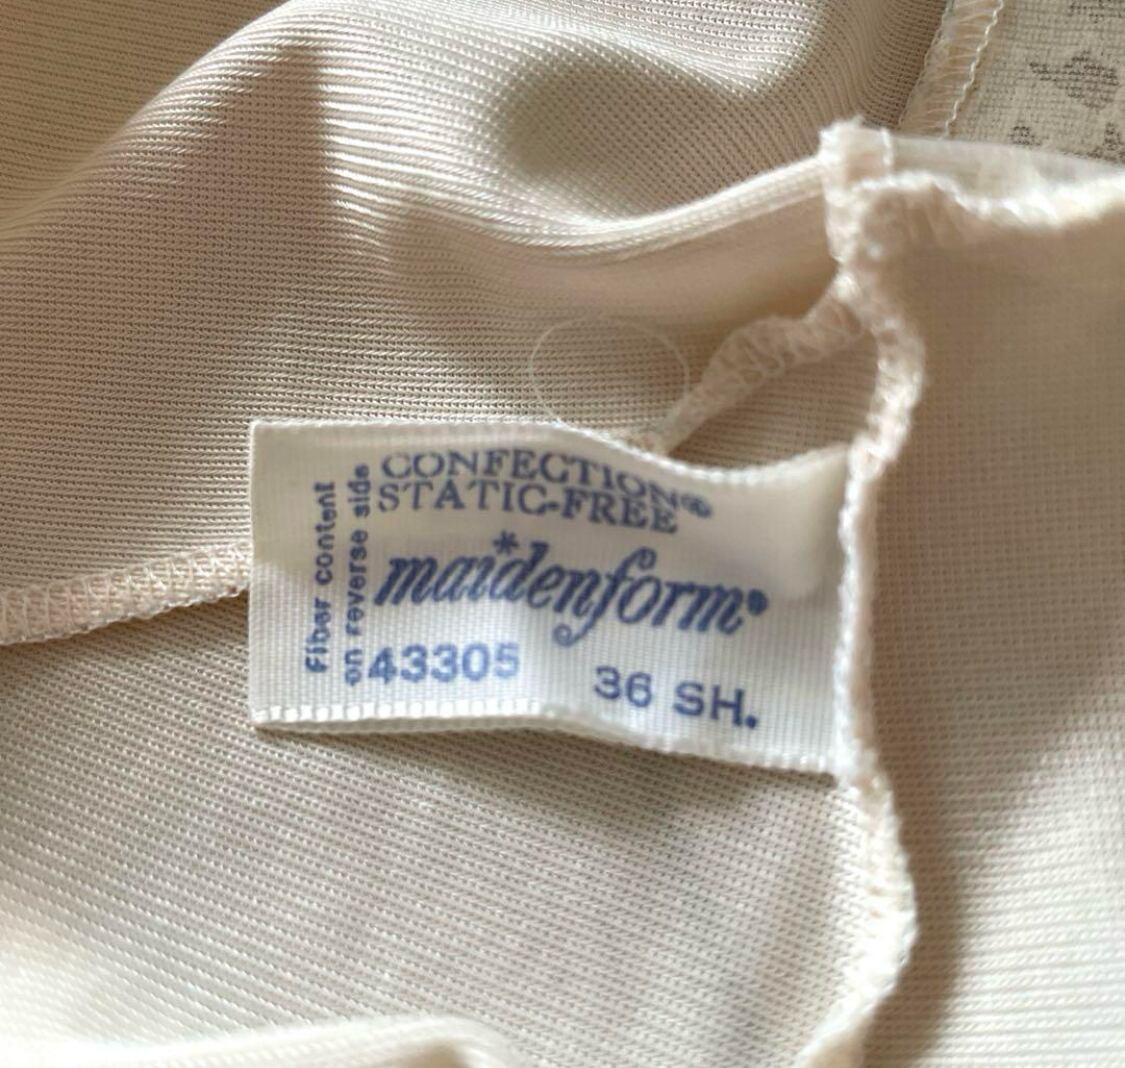 CONFECTION®
STATIC-FREE
maidenform®
43305 36 SH.
Fiber content
on reverse side